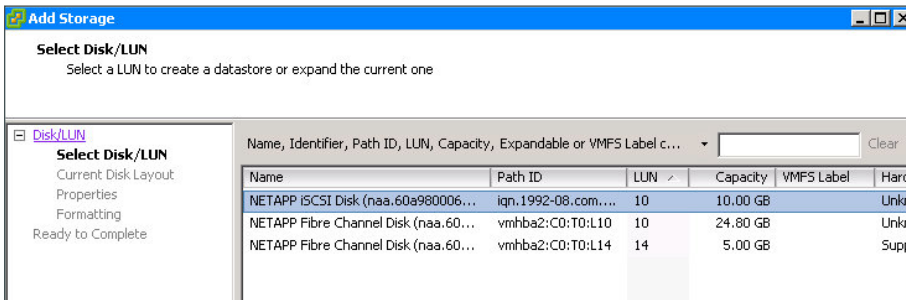 Add Storage
Select Disk/LUN
Select a LUN to create a datastore or expand the current one
Disk/LUN
Select Disk/LUN
Current Disk Layout
Properties
Formatting
Ready to Complete
Name, Identifier, Path ID, LUN, Capacity, Expandable or VMFS Label c... Clear
Name Path ID LUN Capacity VMFS Label Hard
NETAPP iSCSI Disk (naa.60a980006... iqn.1992-08.com.... 10 10.00 GB Unk
NETAPP Fibre Channel Disk (naa.60... vmhba2:C0:T0:L10 10 24.80 GB Unk
NETAPP Fibre Channel Disk (naa.60... vmhba2:C0:T0:L14 14 5.00 GB Supp